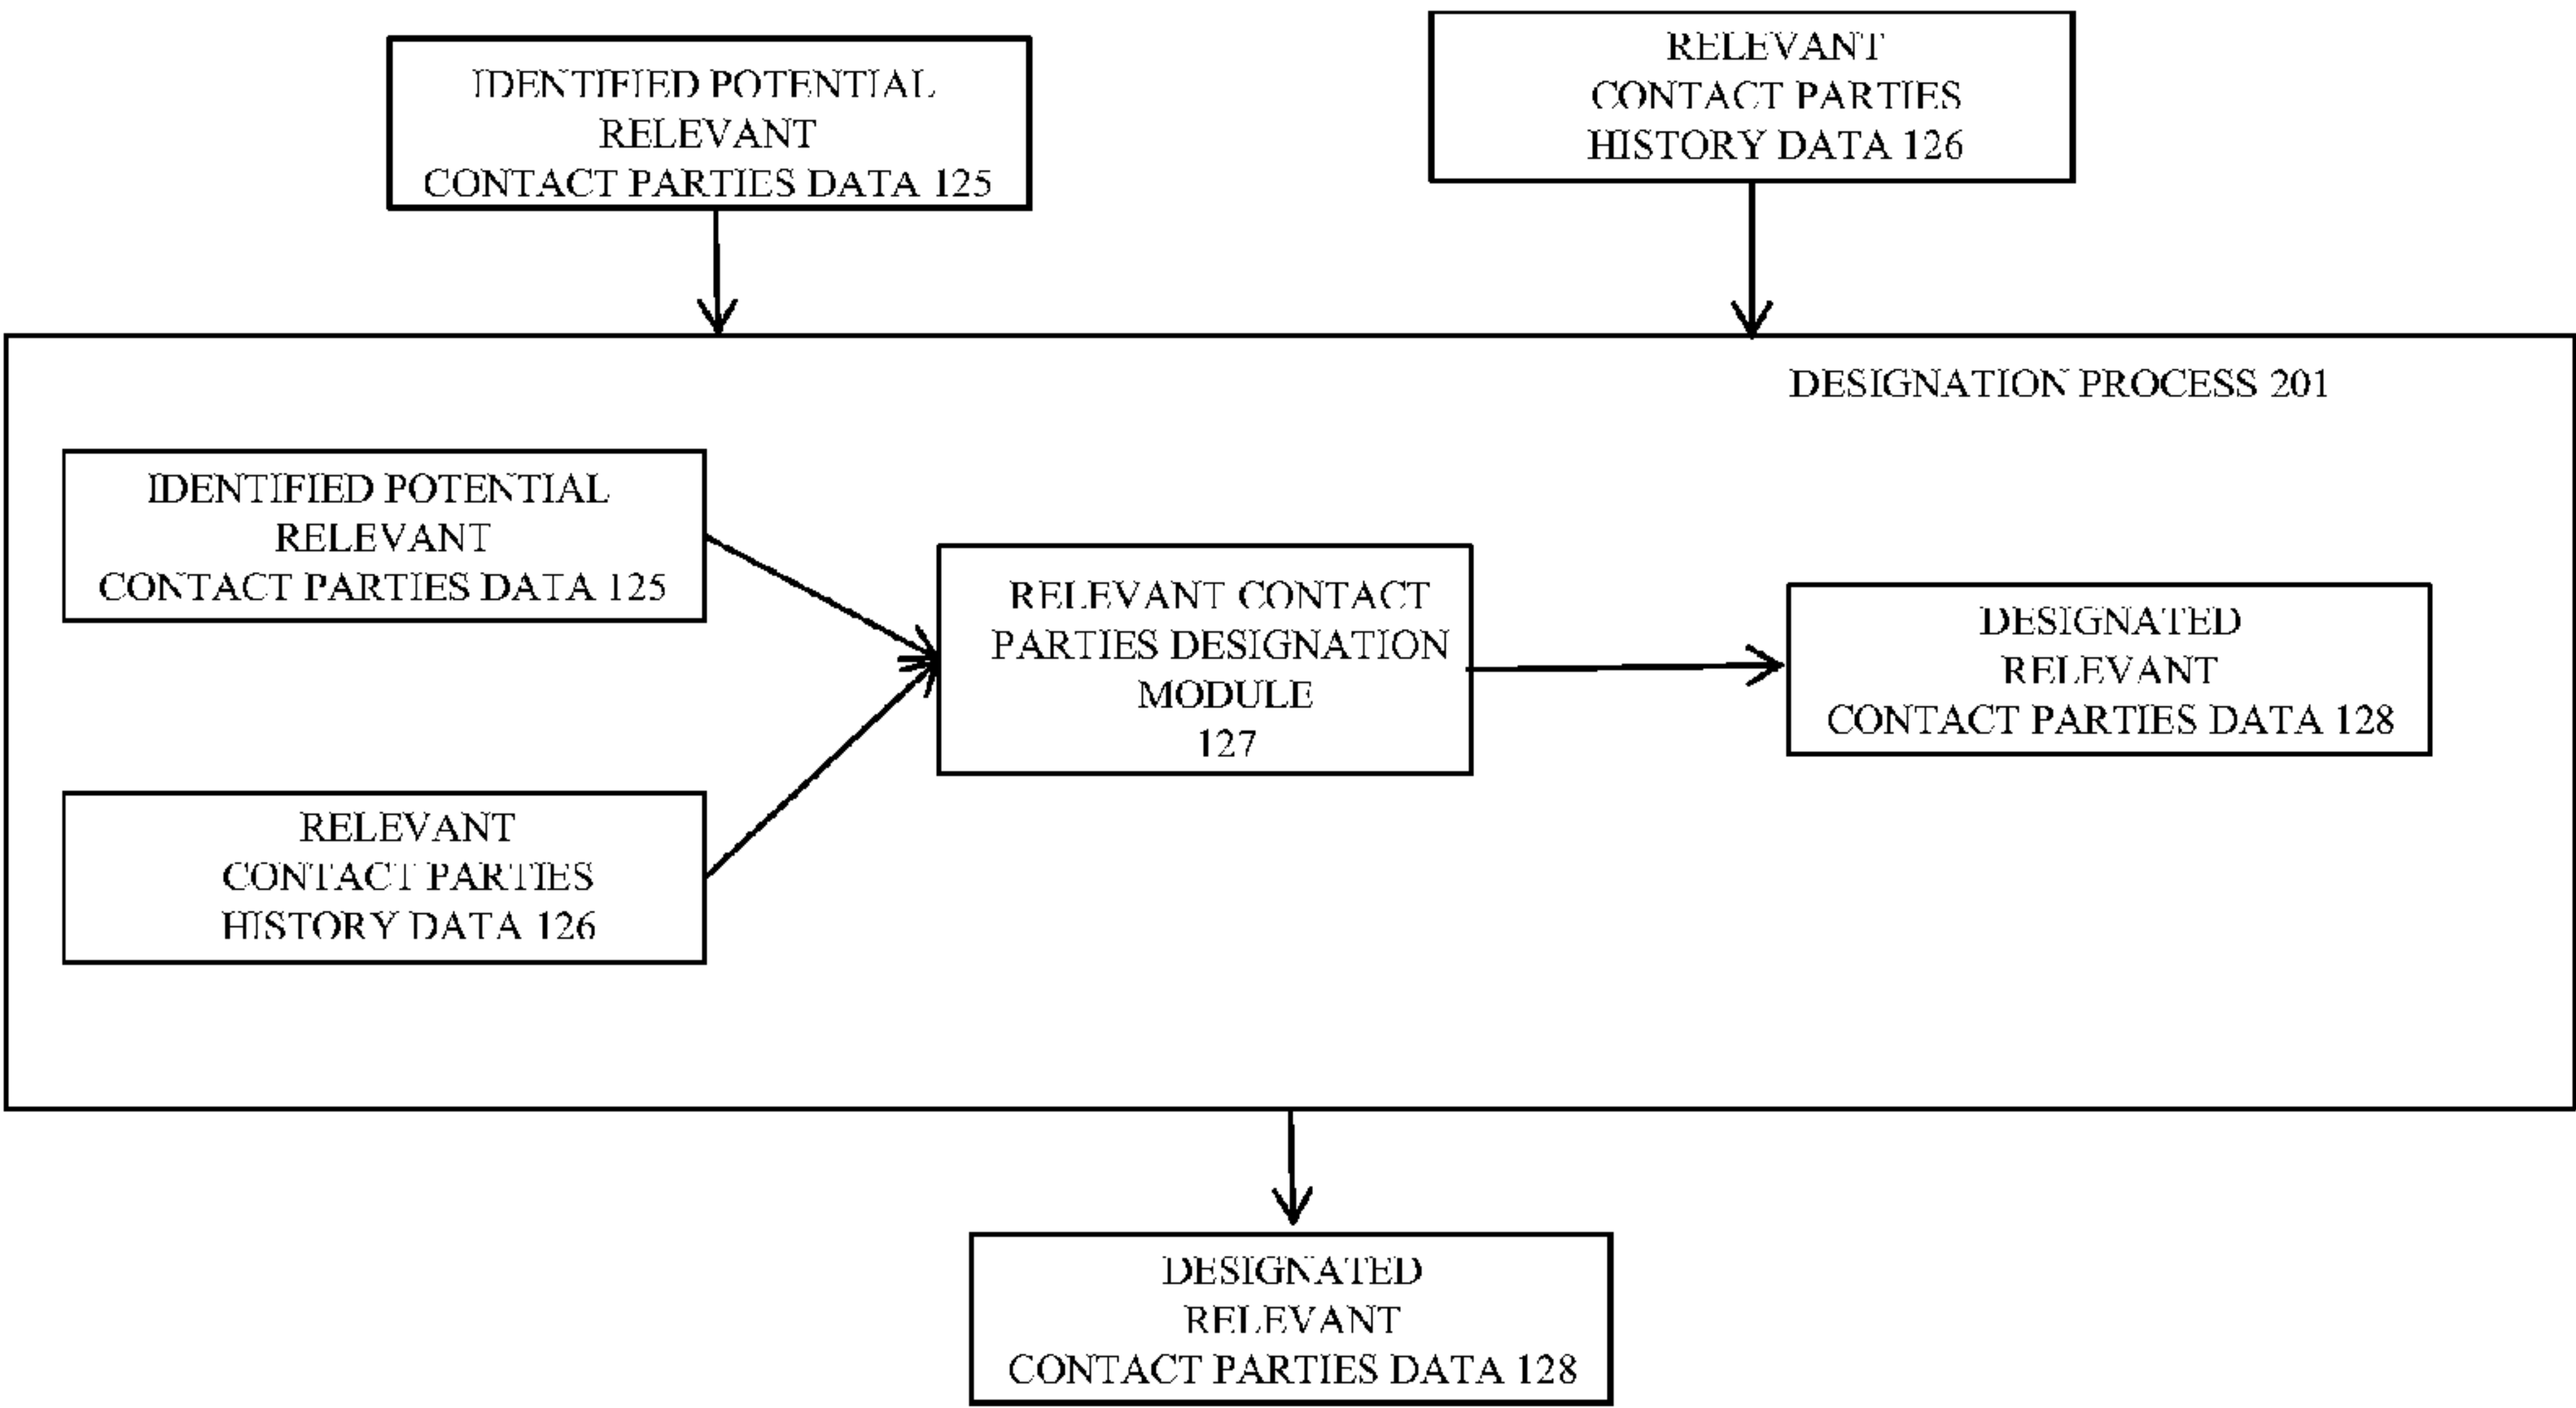 IDENTIFIED POTENTIAL
RELEVANT
CONTACT PARTIES DATA 125
RELEVANT
CONTACT PARTIES
HISTORY DATA 126
DESIGNATION PROCESS 201
IDENTIFIED POTENTIAL
RELEVANT
CONTACT PARTIES DATA 125
RELEVANT
CONTACT PARTIES
HISTORY DATA 126
RELEVANT CONTACT
PARTIES DESIGNATION
MODULE
127
DESIGNATED
RELEVANT
CONTACT PARTIES DATA 128
DESIGNATED
RELEVANT
CONTACT PARTIES DATA 128